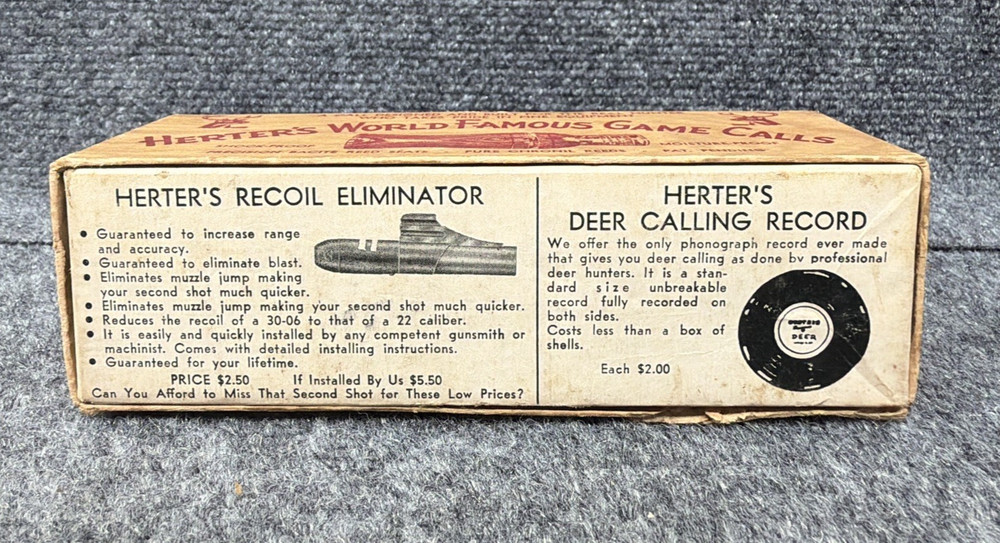 HERTER'S WORLD FAMOUS GAME CALLS
HERTER'S RECOIL ELIMINATOR
• Guaranteed to increase range
and accuracy.
• Guaranteed to eliminate blast.
• Eliminates muzzle jump making
your second shot much quicker.
• Eliminates muzzle jump making your second shot much quicker.
• Reduces the recoil of a 30-06 to that of a 22 caliber.
• It is easily and quickly installed by any competent gunsmith or
machinist. Comes with detailed installing instructions.
• Guaranteed for your lifetime.
PRICE $2.50 If Installed By Us $5.50
Can You Afford to Miss That Second Shot for These Low Prices?
HERTER'S
DEER CALLING RECORD
We offer the only phonograph record ever made
that gives you deer calling as done by professional
deer hunters. It is a stan-
dard size unbreakable
record fully recorded on
both sides.
Costs less than a box of
shells.
Each $2.00
DEER